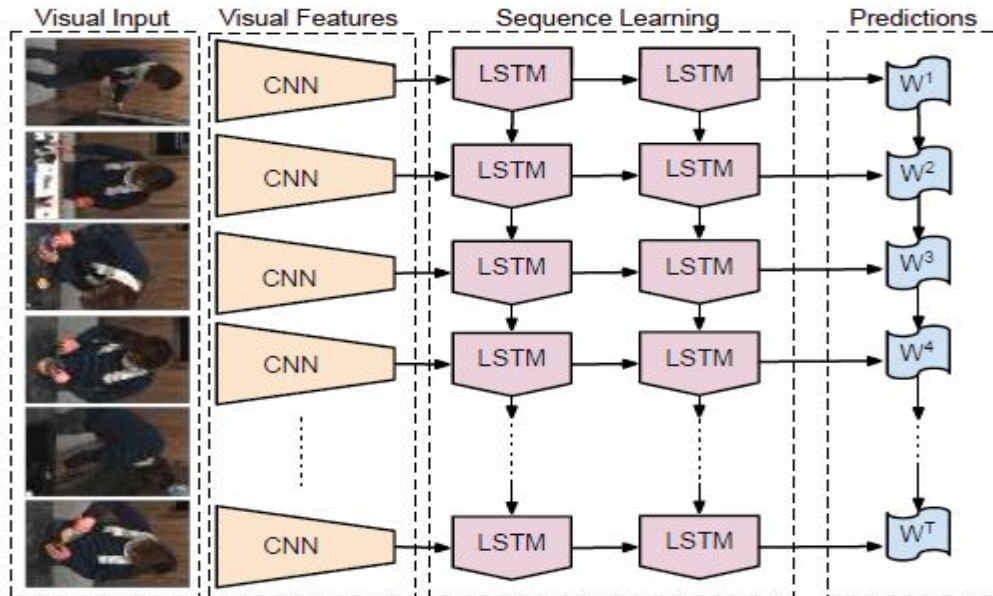 Visual Input Visual Features Sequence Learning Predictions
CNN LSTM LSTM W¹
CNN LSTM LSTM W²
CNN LSTM LSTM W³
CNN LSTM LSTM W⁴
CNN LSTM LSTM Wᵀ